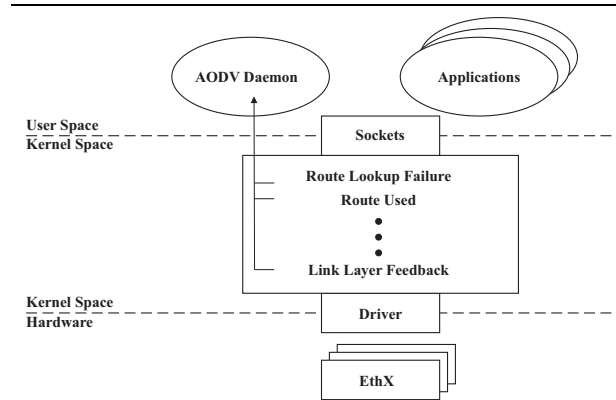 AODV Daemon
Applications
User Space
Kernel Space
Sockets
Route Lookup Failure
Route Used
Link Layer Feedback
Kernel Space
Hardware
Driver
EthX